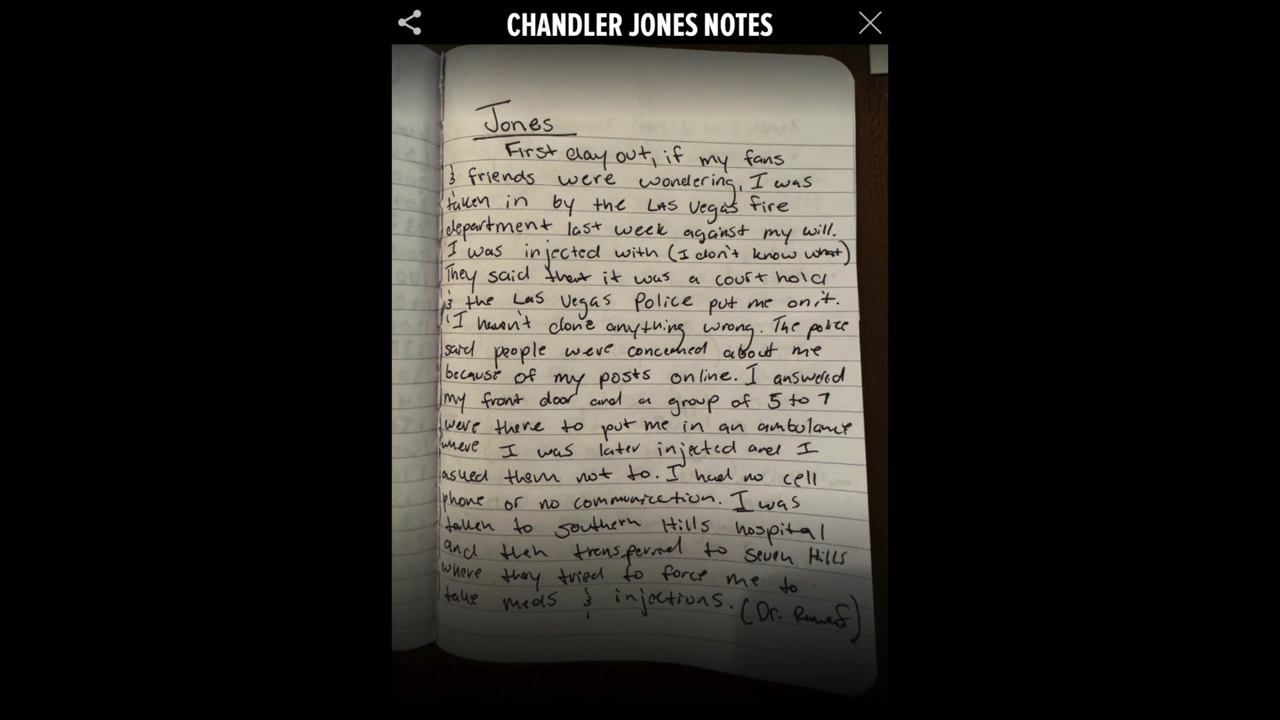 CHANDLER JONES NOTES
Jones
First day out, if my fans
& friends were wondering, I was
taken in by the LAS Vegas fire
department last week against my will.
I was injected with (I don't know what)
They said that it was a court hold
& the Las Vegas Police put me on it.
"I havn't done anything wrong. The police
said people were concerned about me
because of my posts online. I answered
my front door and a group of 5 to 7
were there to put me in an ambulance
where I was later injected and I
asked them not to. I had no cell
phone or no communication. I was
taken to southern Hills hospital
and then transferred to Seven Hills
where they tried to force me to
take meds & injections. (Dr.